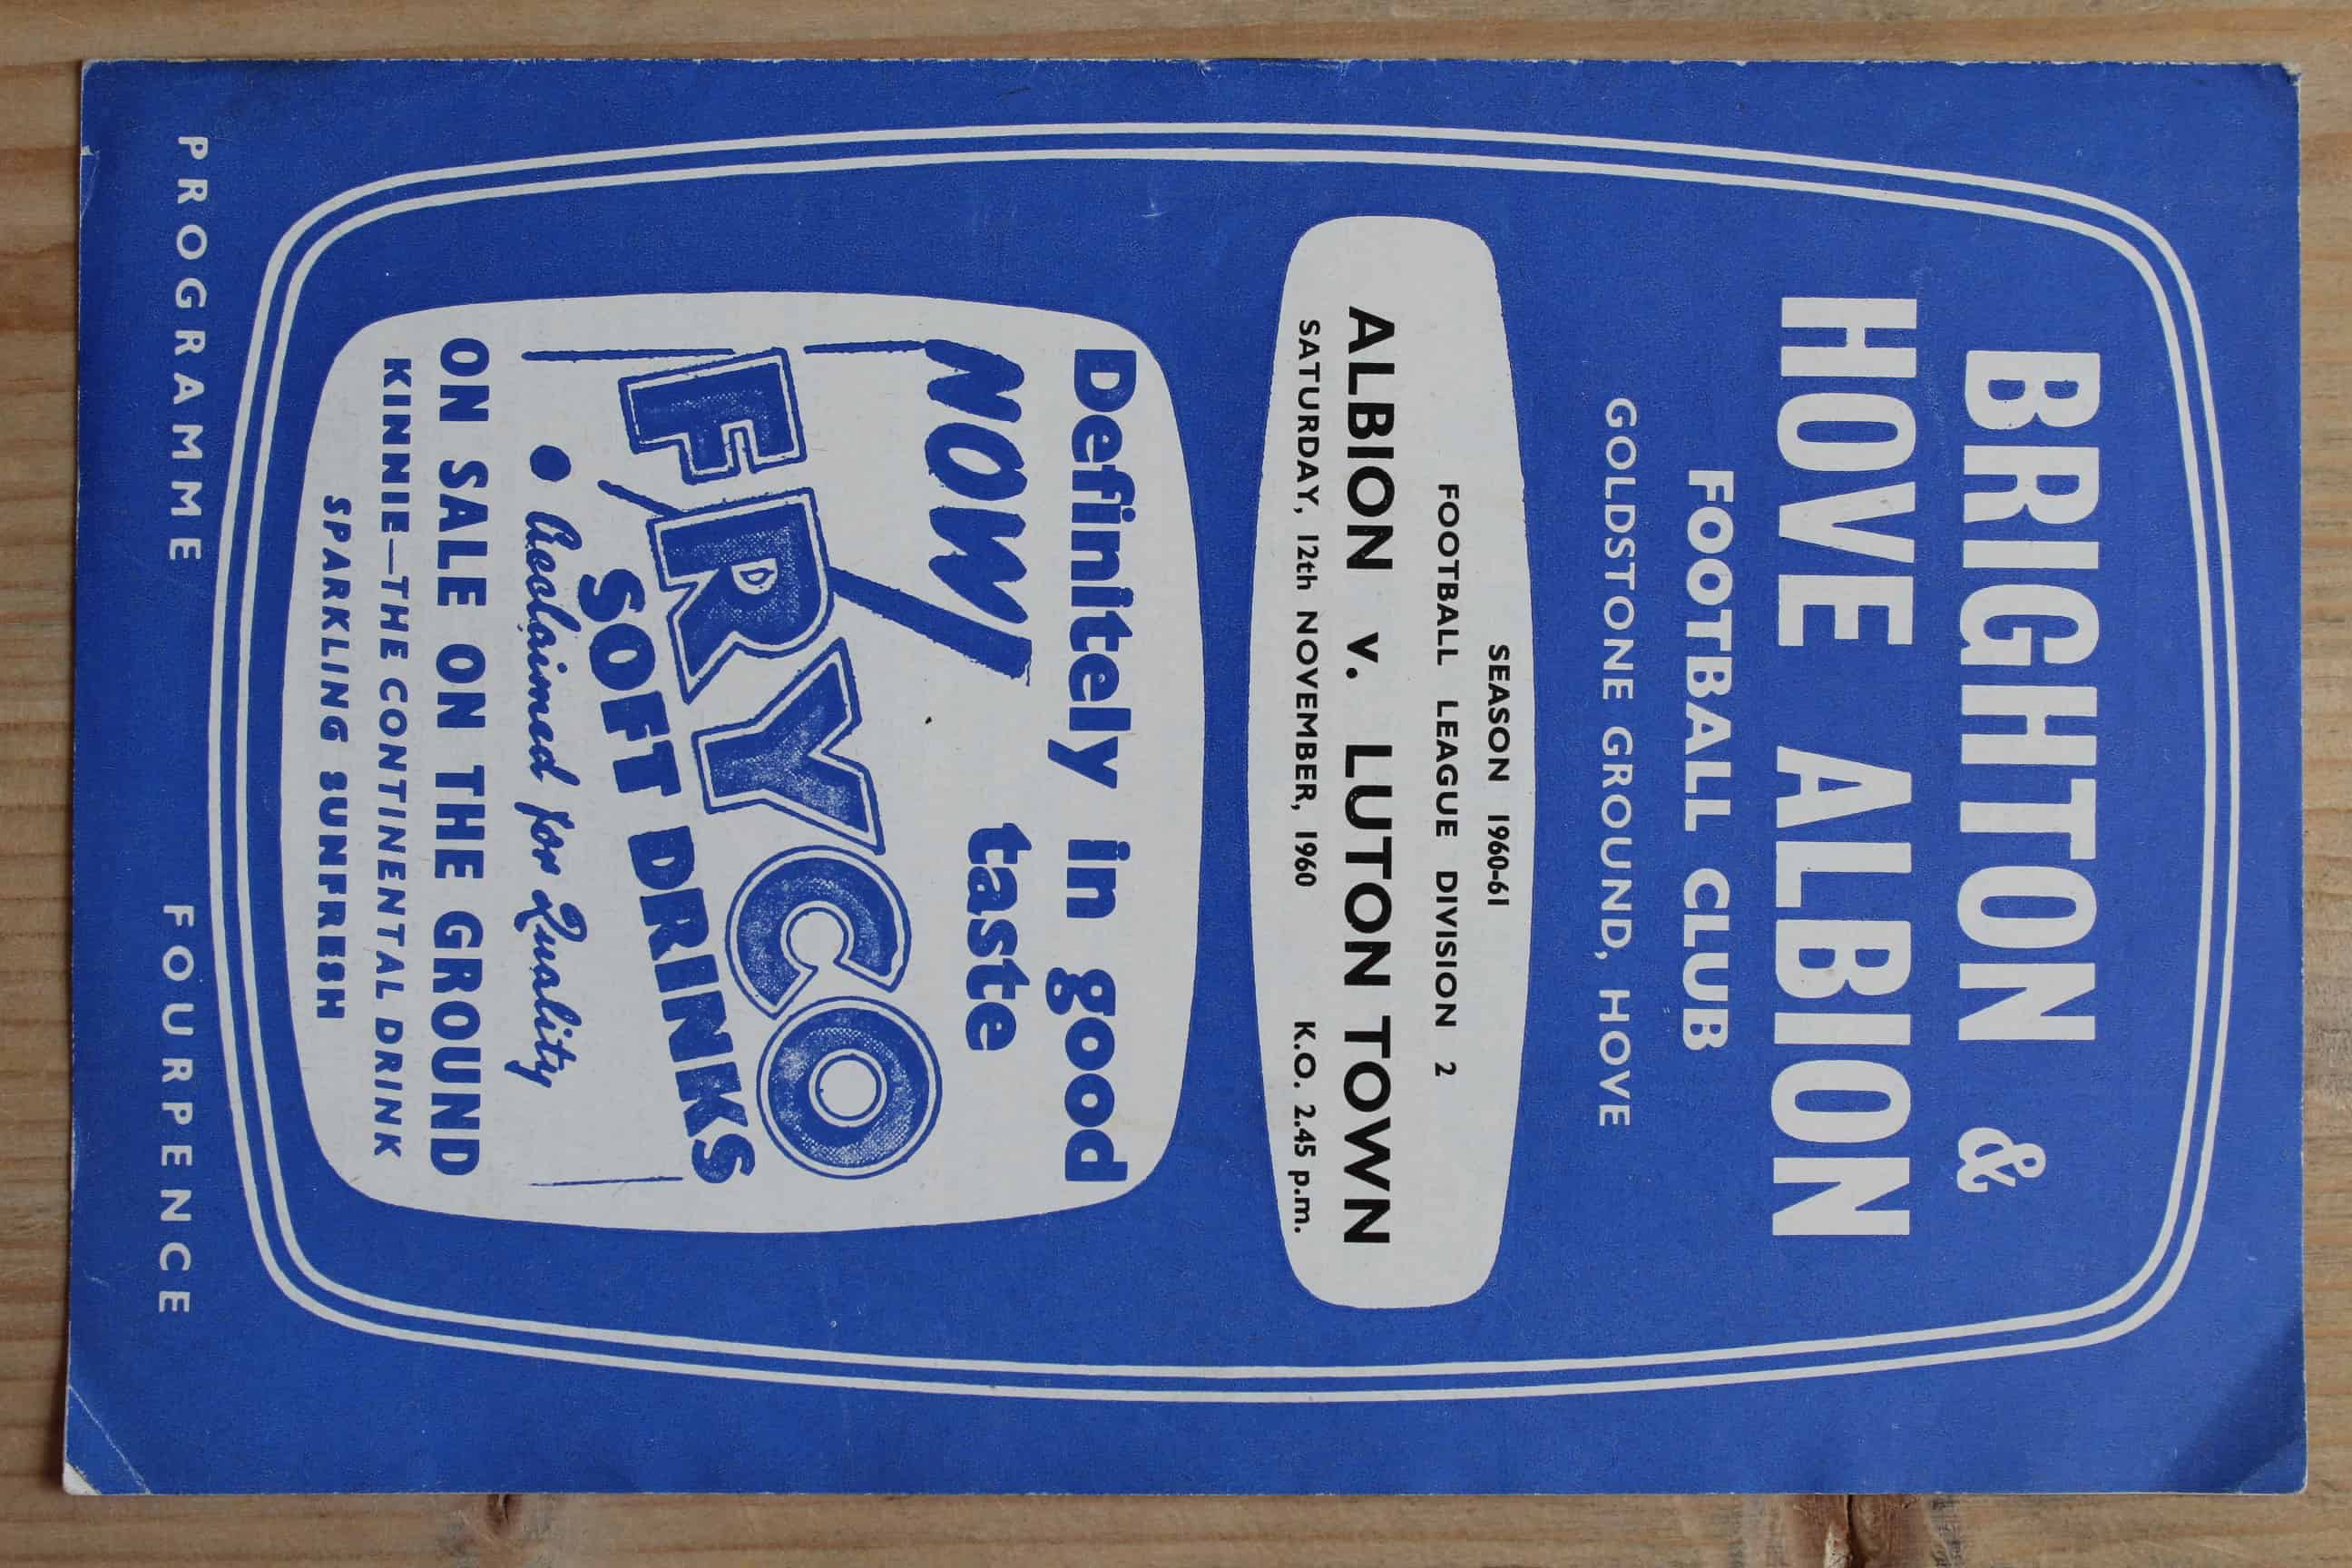 BRIGHTON &
HOVE ALBION
FOOTBALL CLUB
GOLDSTONE GROUND, HOVE
SEASON 1960-61
FOOTBALL LEAGUE DIVISION 2
ALBION v. LUTON TOWN
SATURDAY, 12th NOVEMBER, 1960 K.O. 2.45 p.m.
Definitely in good
taste
NOW
FRYCO
SOFT DRINKS
• Acclaimed for Quality
ON SALE ON THE GROUND
KINNIE—THE CONTINENTAL DRINK
SPARKLING SUNFRESH
PROGRAMME FOURPENCE